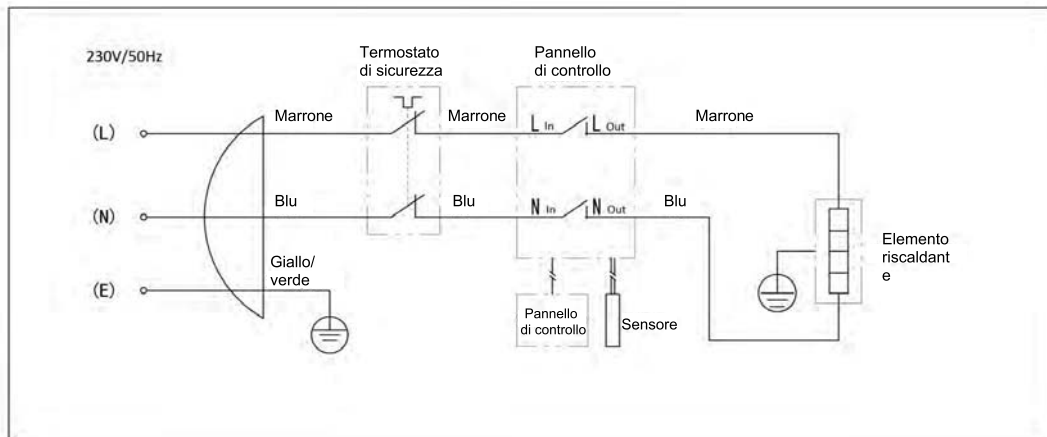 230V/50Hz
Termostato
di sicurezza
Pannello
di controllo
(L)
Marrone
Marrone
L In
L Out
Marrone
(N)
Blu
Blu
N In
N Out
Blu
Elemento
riscaldant
e
Giallo/
verde
(E)
Pannello
di controllo
Sensore